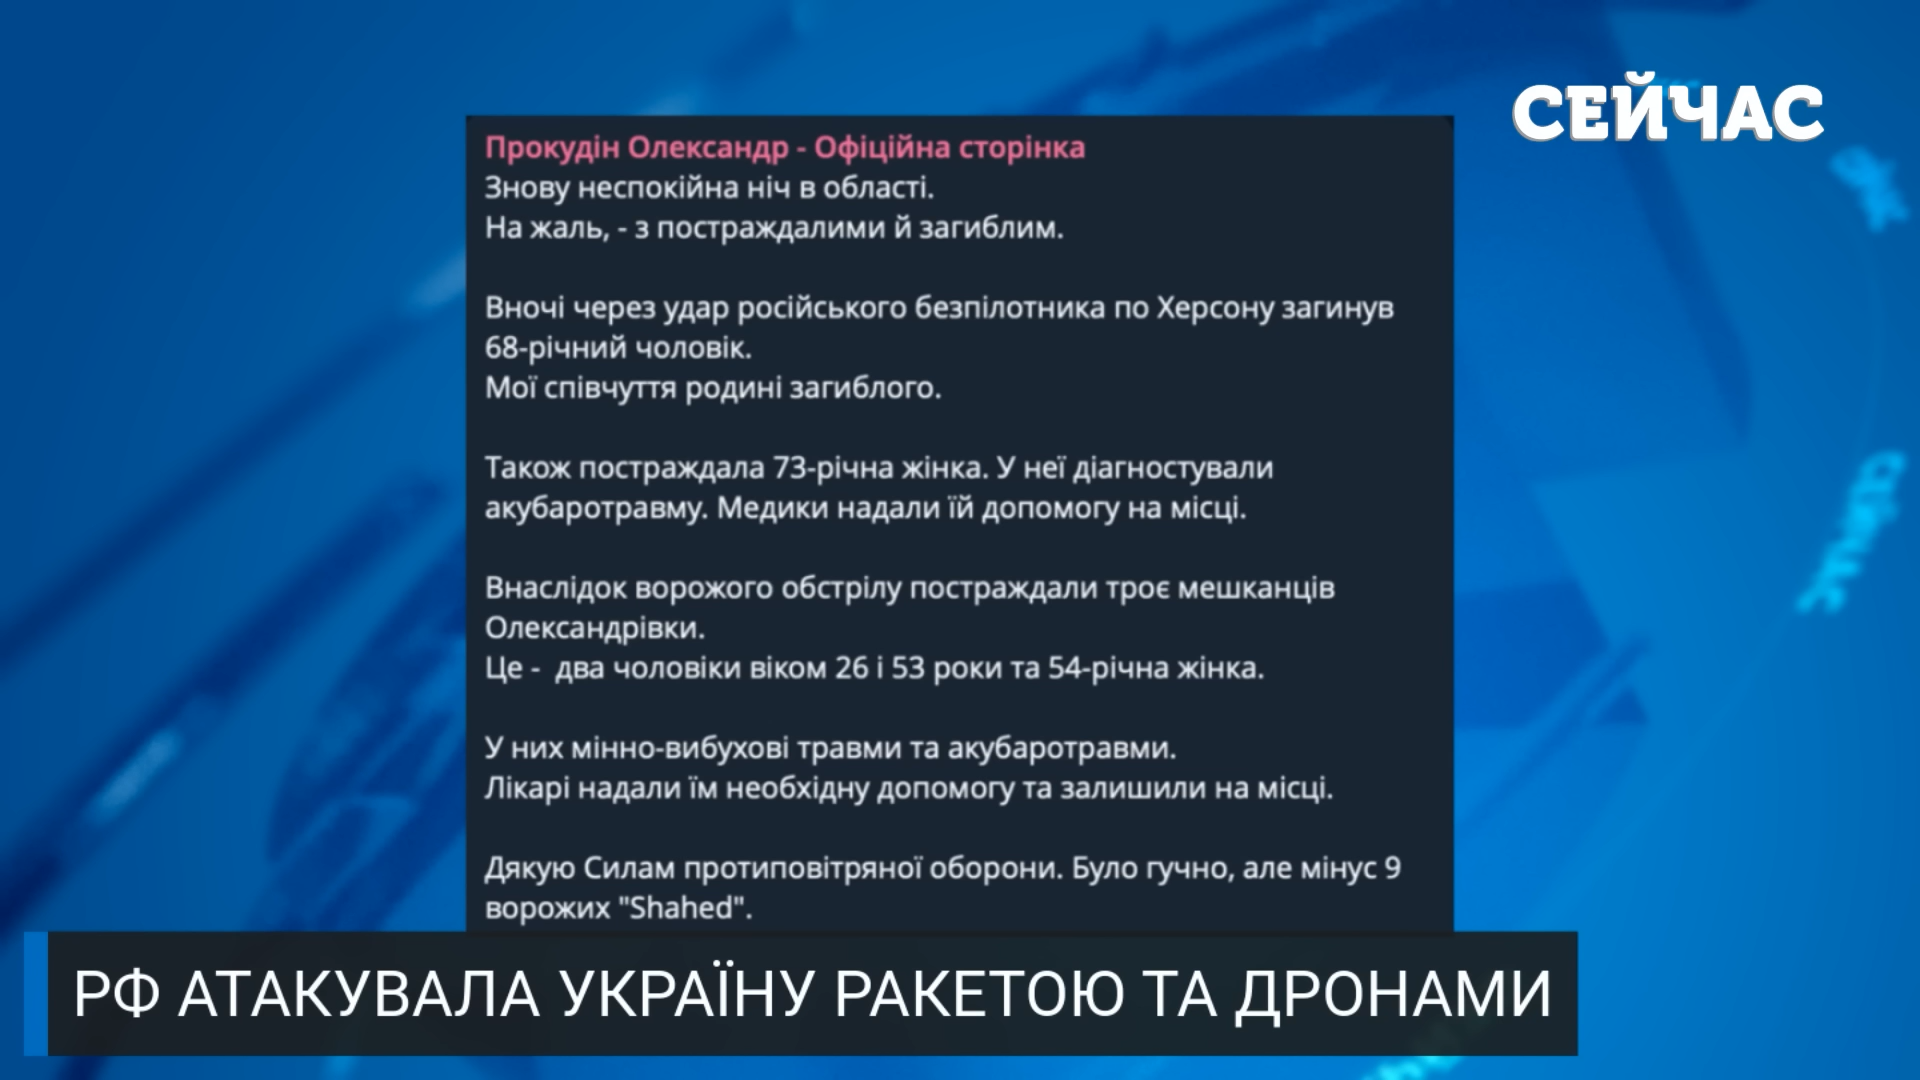 СЕЙЧАС
Прокудін Олександр - Офіційна сторінка
Знову неспокійна ніч в області.
На жаль, - з постраждалими й загиблим.
Вночі через удар російського безпілотника по Херсону загинув
68-річний чоловік.
Мої співчуття родині загиблого.
Також постраждала 73-річна жінка. У неї діагностували
акубаротравму. Медики надали їй допомогу на місці.
Внаслідок ворожого обстрілу постраждали троє мешканців
Олександрівки.
Це -  два чоловіки віком 26 і 53 роки та 54-річна жінка.
У них мінно-вибухові травми та акубаротравми.
Лікарі надали їм необхідну допомогу та залишили на місці.
Дякую Силам протиповітряної оборони. Було гучно, але мінус 9
ворожих "Shahed".
РФ АТАКУВАЛА УКРАЇНУ РАКЕТОЮ ТА ДРОНАМИ